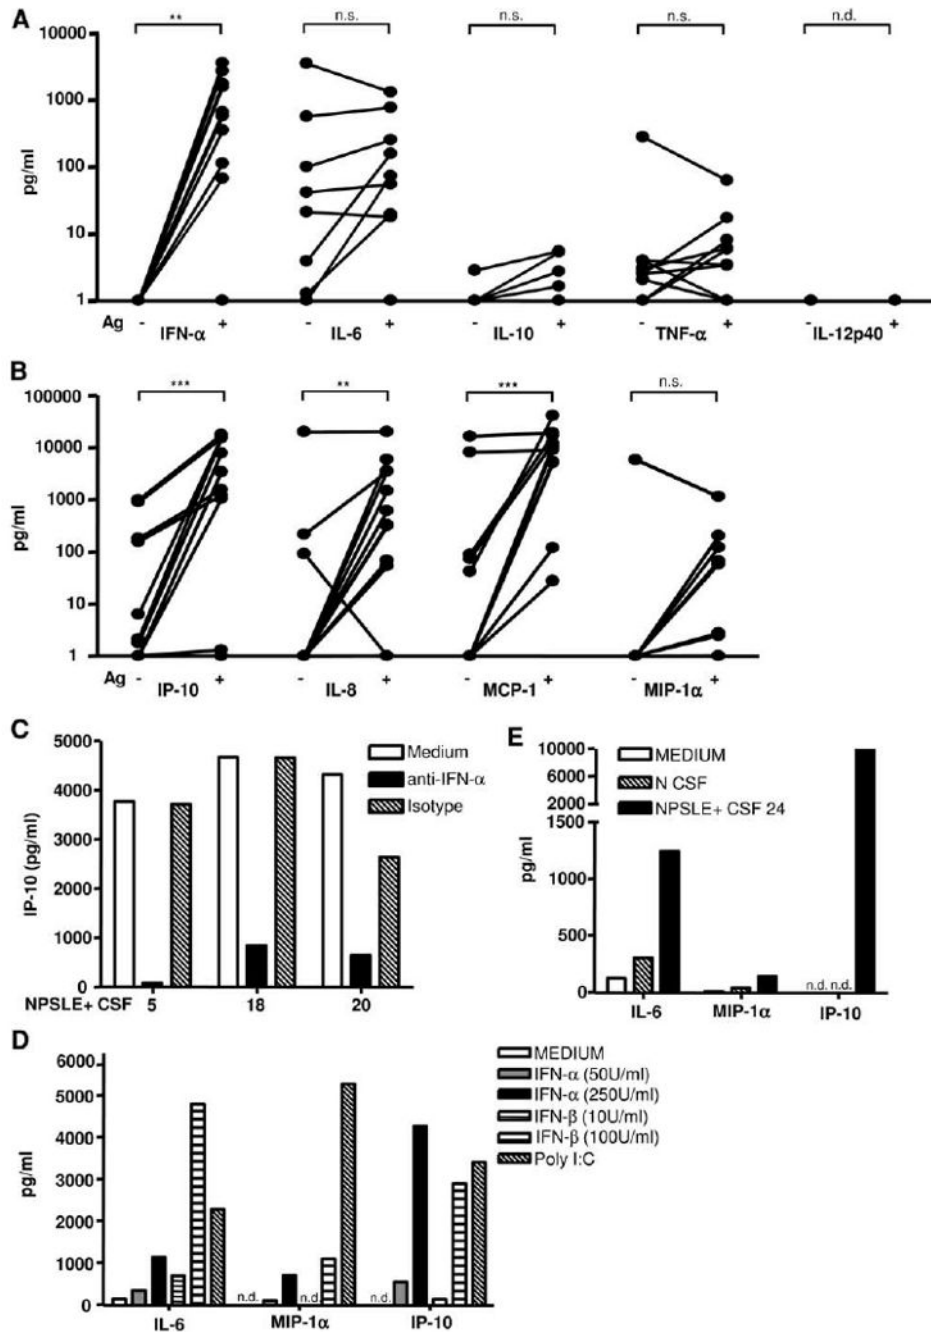 A
** n.s. n.s. n.s. n.d.
10000
1000
100
10
1
pg/ml
Ag - + - + - + - + - +
IFN-α IL-6 IL-10 TNF-α IL-12p40
B
*** ** *** n.s.
100000
10000
1000
100
10
1
pg/ml
Ag - + - + - + - +
IP-10 IL-8 MCP-1 MIP-1α
C
5000
4000
3000
2000
1000
0
IP-10 (pg/ml)
Medium
anti-IFN-α
Isotype
NPSLE+ CSF 5 18 20
E
10000
8000
6000
4000
2000
1500
1000
500
0
pg/ml
MEDIUM
N CSF
NPSLE+ CSF 24
n.d. n.d.
IL-6 MIP-1α IP-10
D
6000
5000
4000
3000
2000
1000
0
pg/ml
MEDIUM
IFN-α (50U/ml)
IFN-α (250U/ml)
IFN-β (10U/ml)
IFN-β (100U/ml)
Poly I:C
n.d. n.d. n.d.
IL-6 MIP-1α IP-10